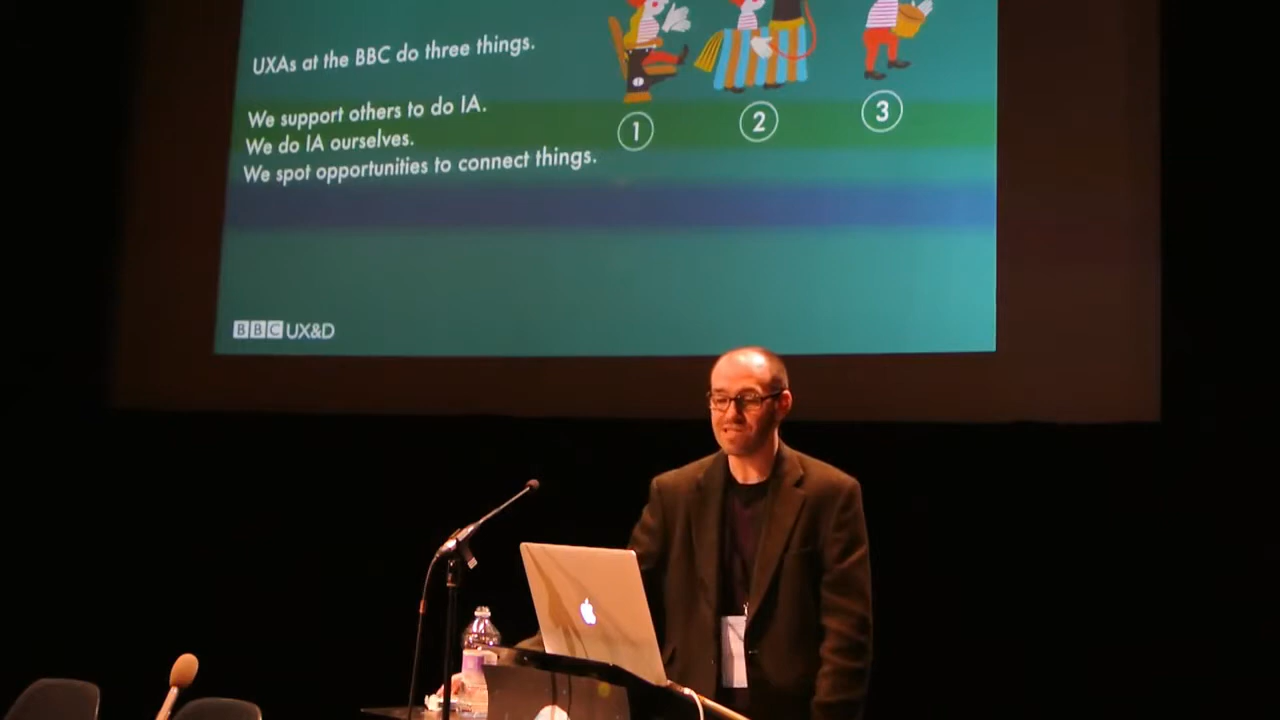 UXAs at the BBC do three things.
We support others to do IA.
We do IA ourselves.
We spot opportunities to connect things.
1
2
3
BBC UX&D